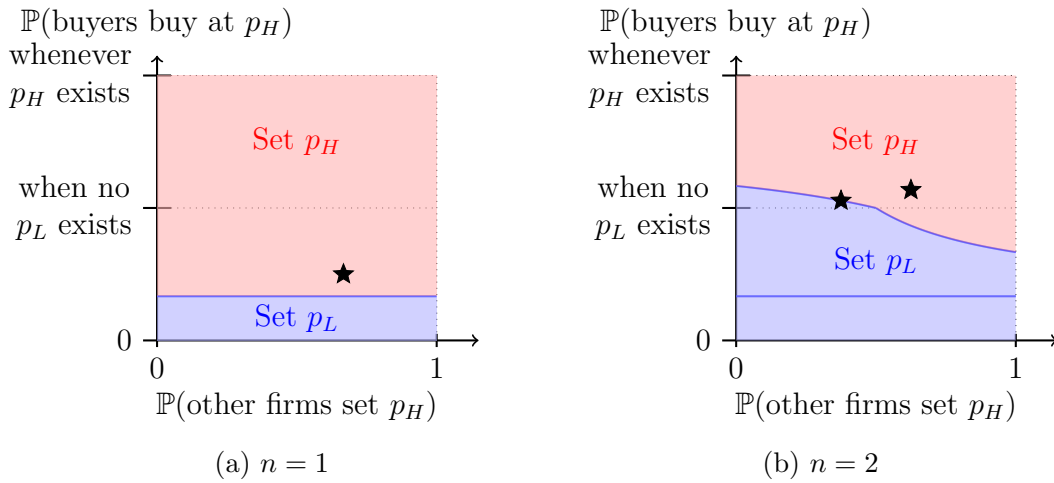 ℙ(buyers buy at p_H)
whenever
p_H exists
Set p_H
when no
p_L exists
Set p_L
0
0
1
ℙ(other firms set p_H)
(a) n = 1
ℙ(buyers buy at p_H)
whenever
p_H exists
Set p_H
when no
p_L exists
Set p_L
0
0
1
ℙ(other firms set p_H)
(b) n = 2